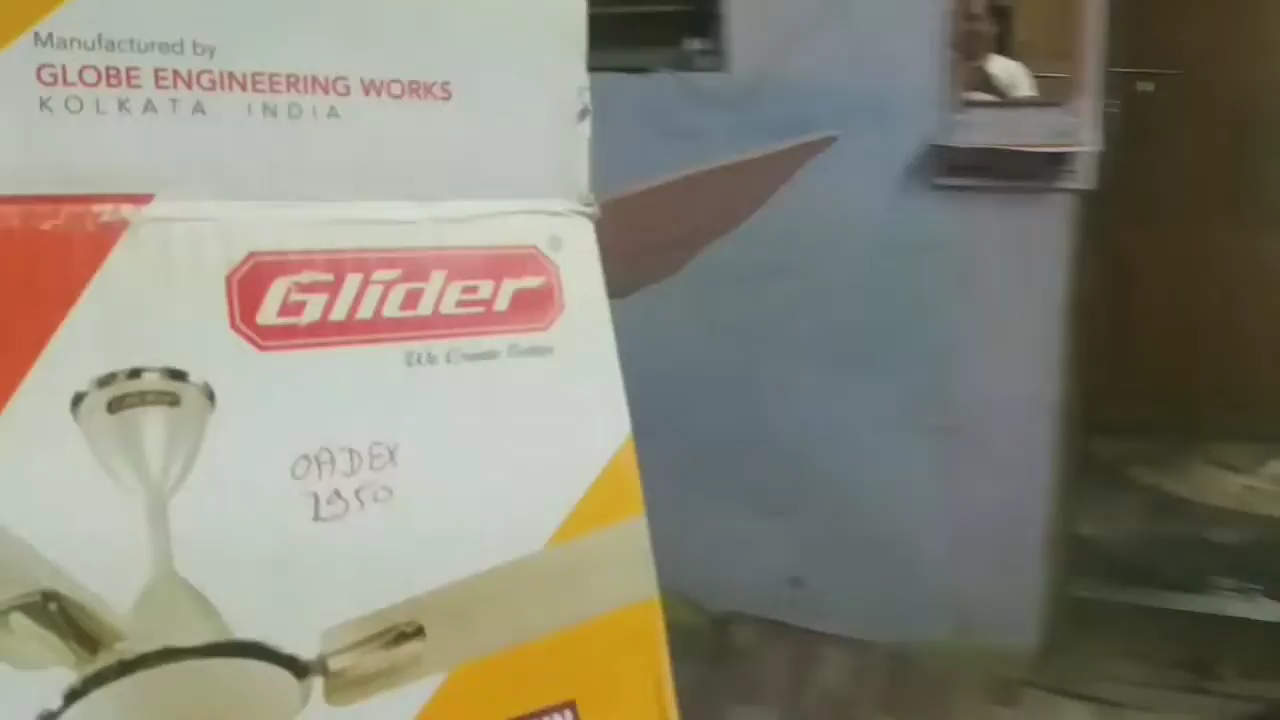 Manufactured by
GLOBE ENGINEERING WORKS
KOLKATA INDIA
Glider
OADEX
2950